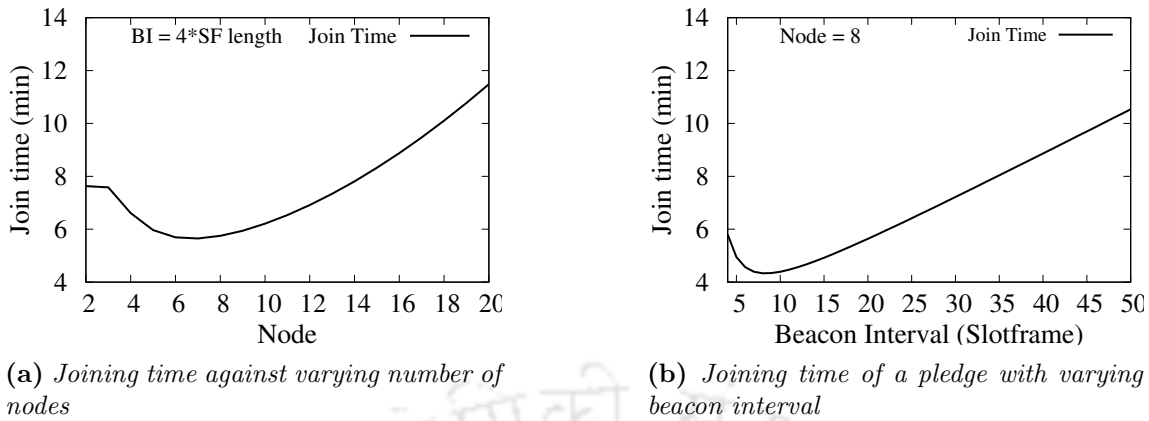 14
12
10
8
6
4
Join time (min)
BI = 4*SF length Join Time
2 4 6 8 10 12 14 16 18 20
Node
(a) Joining time against varying number of
nodes
14
12
10
8
6
4
Join time (min)
Node = 8 Join Time
5 10 15 20 25 30 35 40 45 50
Beacon Interval (Slotframe)
(b) Joining time of a pledge with varying
beacon interval